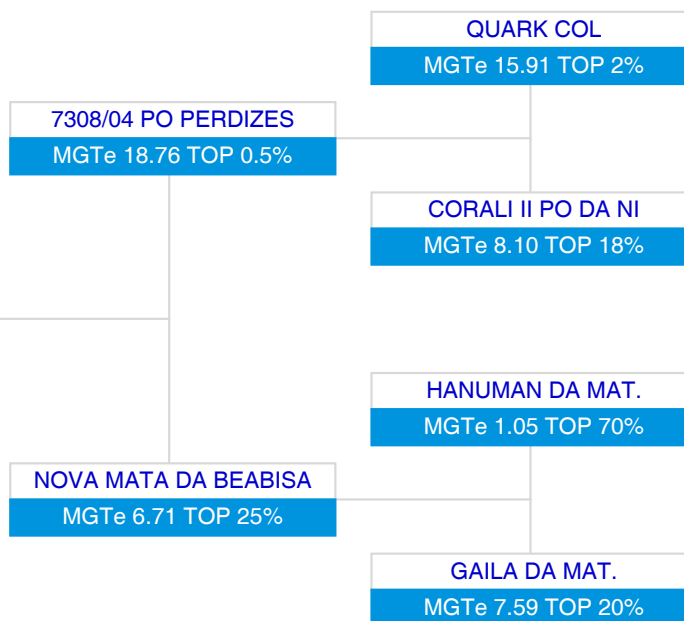 QUARK COL
MGTe 15.91 TOP 2%
7308/04 PO PERDIZES
MGTe 18.76 TOP 0.5%
CORALI II PO DA NI
MGTe 8.10 TOP 18%
HANUMAN DA MAT.
MGTe 1.05 TOP 70%
NOVA MATA DA BEABISA
MGTe 6.71 TOP 25%
GAILA DA MAT.
MGTe 7.59 TOP 20%